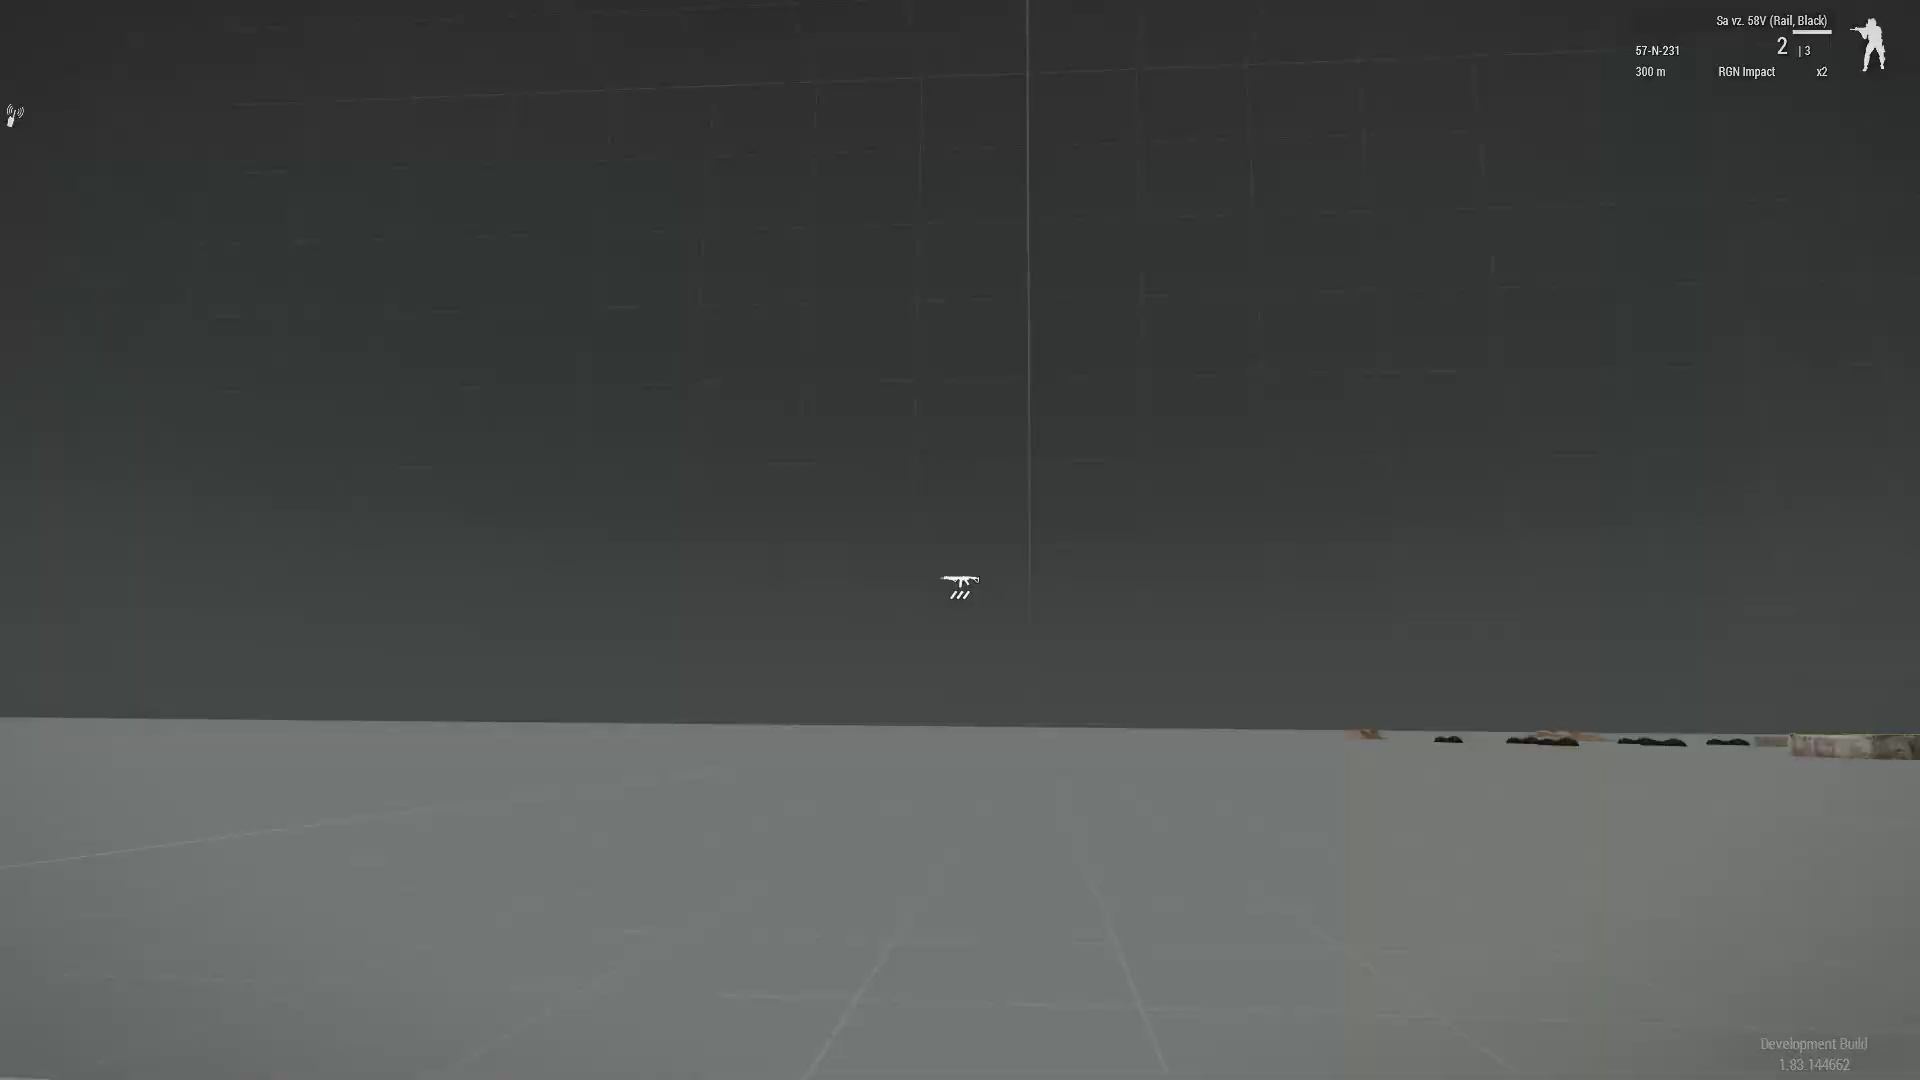 Sa vz. 58V (Rail, Black)
57-N-231 2 | 3
300 m RGN Impact x2
Development Build
1.83.144662